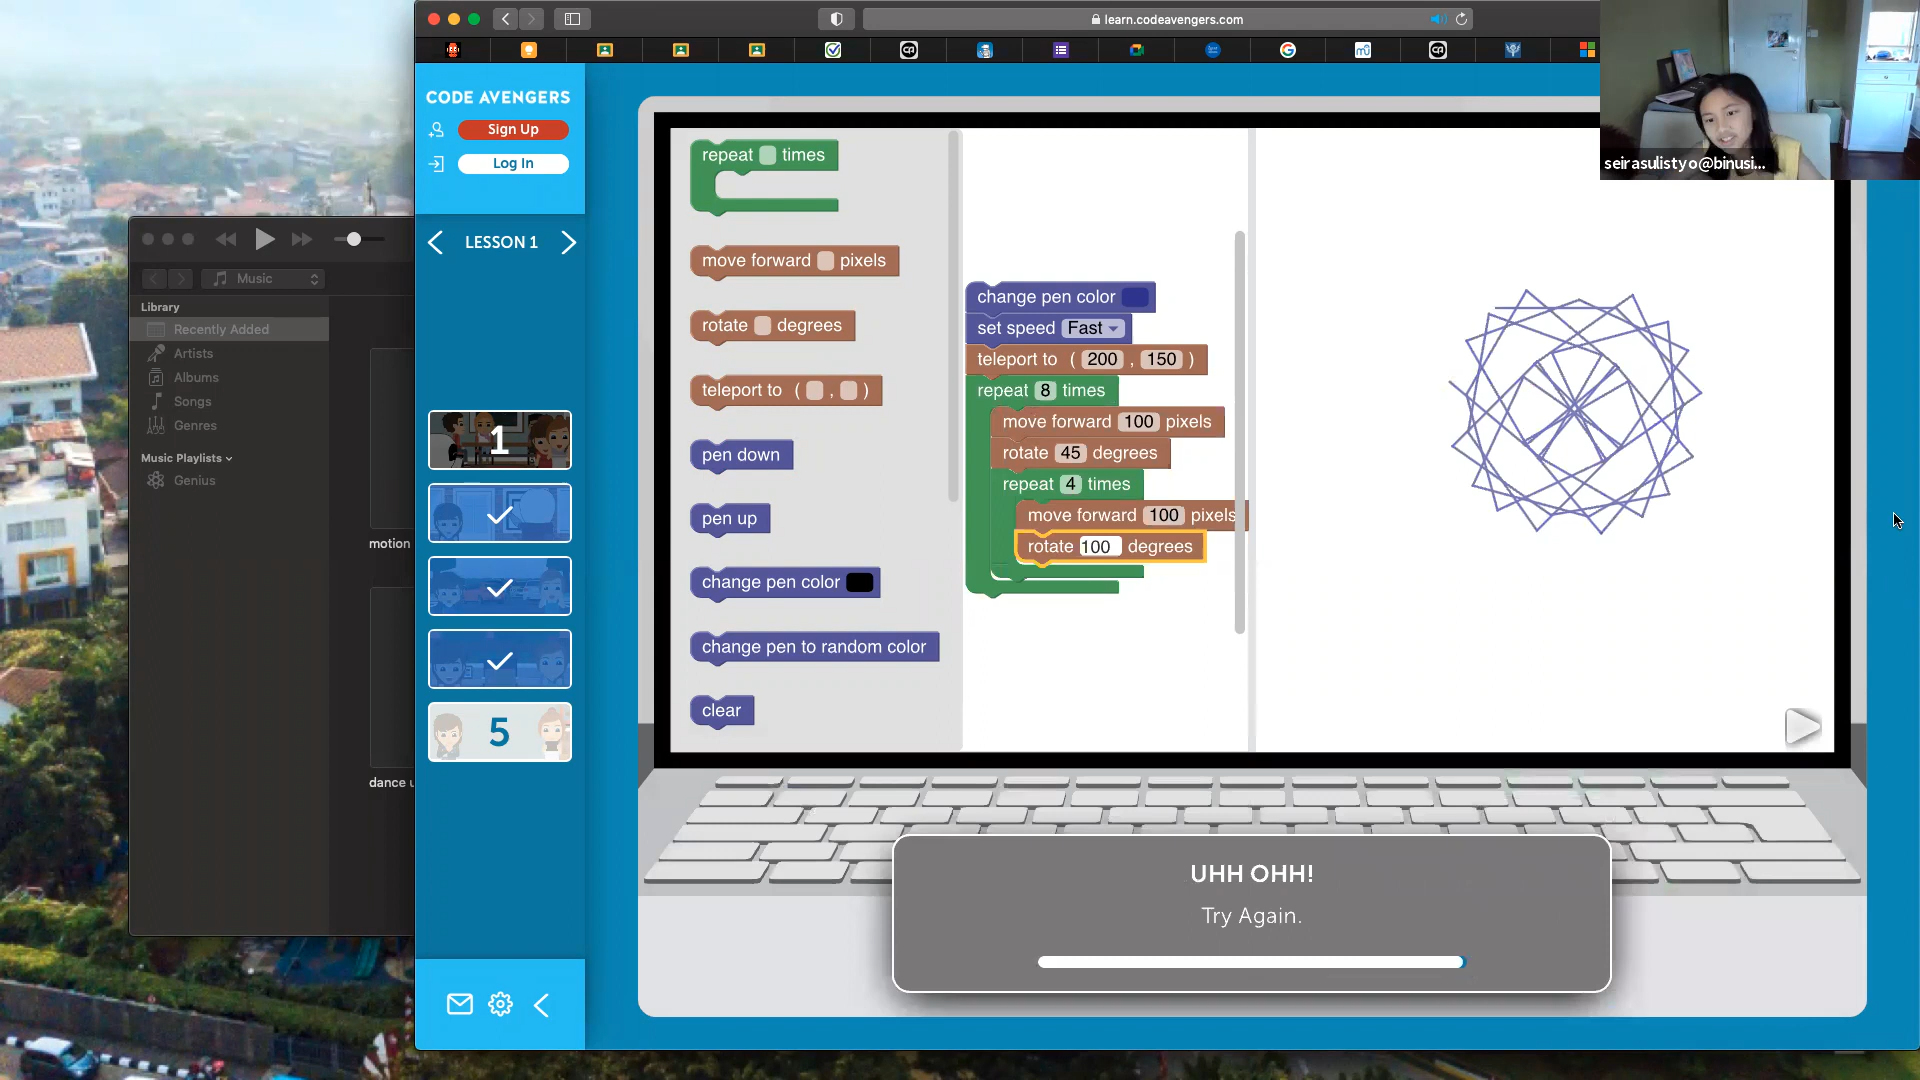 learn.codeavengers.com
seirasulistyo@binusi...
CODE AVENGERS
Sign Up
Log In
LESSON 1
1
5
Music
Library
Recently Added
Artists
Albums
Songs
Genres
Music Playlists
Genius
motion
dance u
repeat times
move forward pixels
rotate degrees
teleport to ( , )
pen down
pen up
change pen color
change pen to random color
clear
change pen color
set speed Fast
teleport to ( 200 , 150 )
repeat 8 times
move forward 100 pixels
rotate 45 degrees
repeat 4 times
move forward 100 pixels
rotate 100 degrees
UHH OHH!
Try Again.